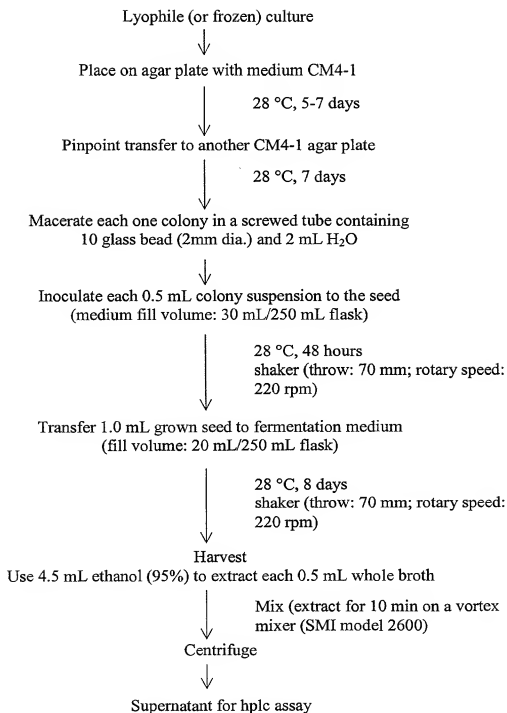 Lyophile (or frozen) culture
Place on agar plate with medium CM4-1
28 °C, 5-7 days
Pinpoint transfer to another CM4-1 agar plate
28 °C, 7 days
Macerate each one colony in a screwed tube containing
10 glass bead (2mm dia.) and 2 mL H₂O
Inoculate each 0.5 mL colony suspension to the seed
(medium fill volume: 30 mL/250 mL flask)
28 °C, 48 hours
shaker (throw: 70 mm; rotary speed:
220 rpm)
Transfer 1.0 mL grown seed to fermentation medium
(fill volume: 20 mL/250 mL flask)
28 °C, 8 days
shaker (throw: 70 mm; rotary speed:
220 rpm)
Harvest
Use 4.5 mL ethanol (95%) to extract each 0.5 mL whole broth
Mix (extract for 10 min on a vortex
mixer (SMI model 2600)
Centrifuge
Supernatant for hplc assay